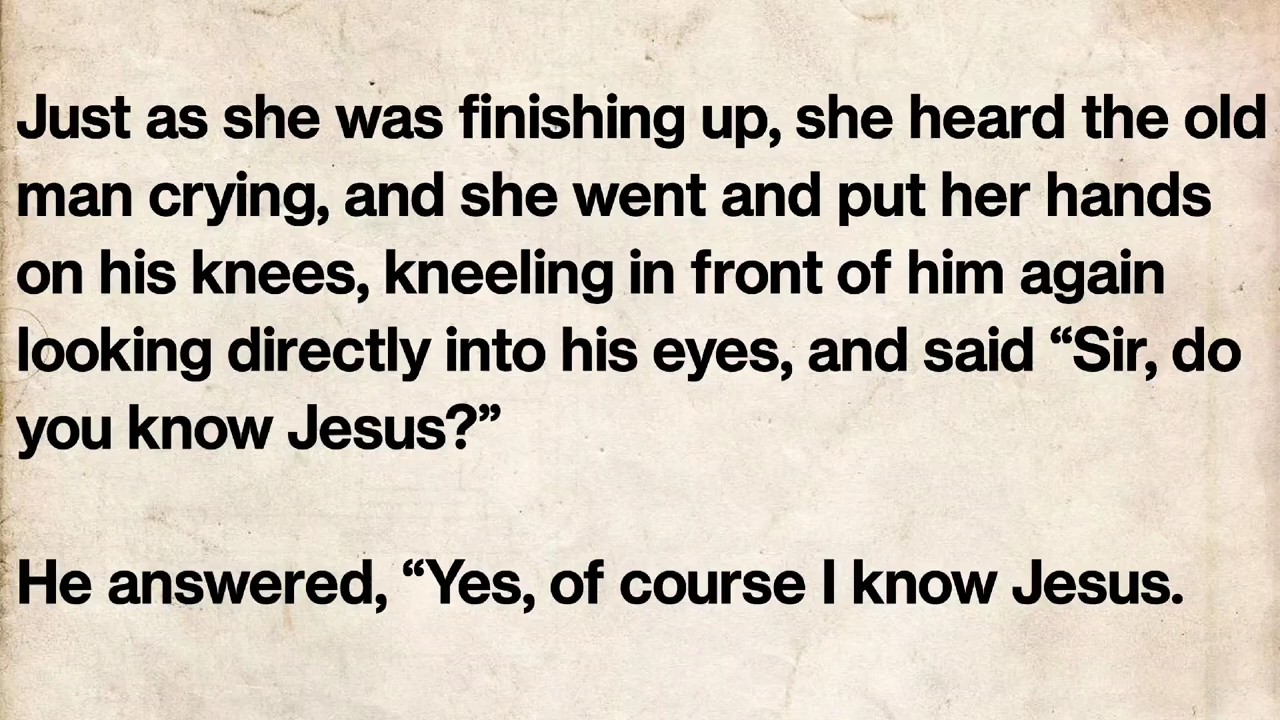 Just as she was finishing up, she heard the old
man crying, and she went and put her hands
on his knees, kneeling in front of him again
looking directly into his eyes, and said “Sir, do
you know Jesus?”
He answered, “Yes, of course I know Jesus.